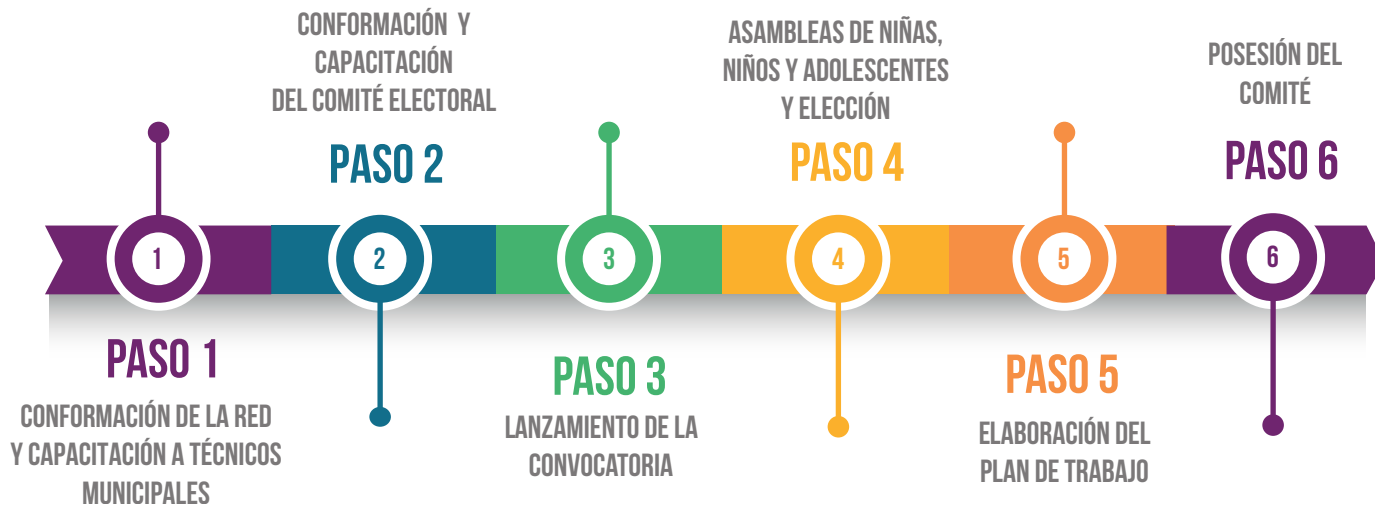 1
PASO 1
CONFORMACIÓN DE LA RED
Y CAPACITACIÓN A TÉCNICOS
MUNICIPALES
CONFORMACIÓN Y
CAPACITACIÓN
DEL COMITÉ ELECTORAL
PASO 2
2
3
PASO 3
LANZAMIENTO DE LA
CONVOCATORIA
ASAMBLEAS DE NIÑAS,
NIÑOS Y ADOLESCENTES
Y ELECCIÓN
PASO 4
4
5
PASO 5
ELABORACIÓN DEL
PLAN DE TRABAJO
POSESIÓN DEL
COMITÉ
PASO 6
6